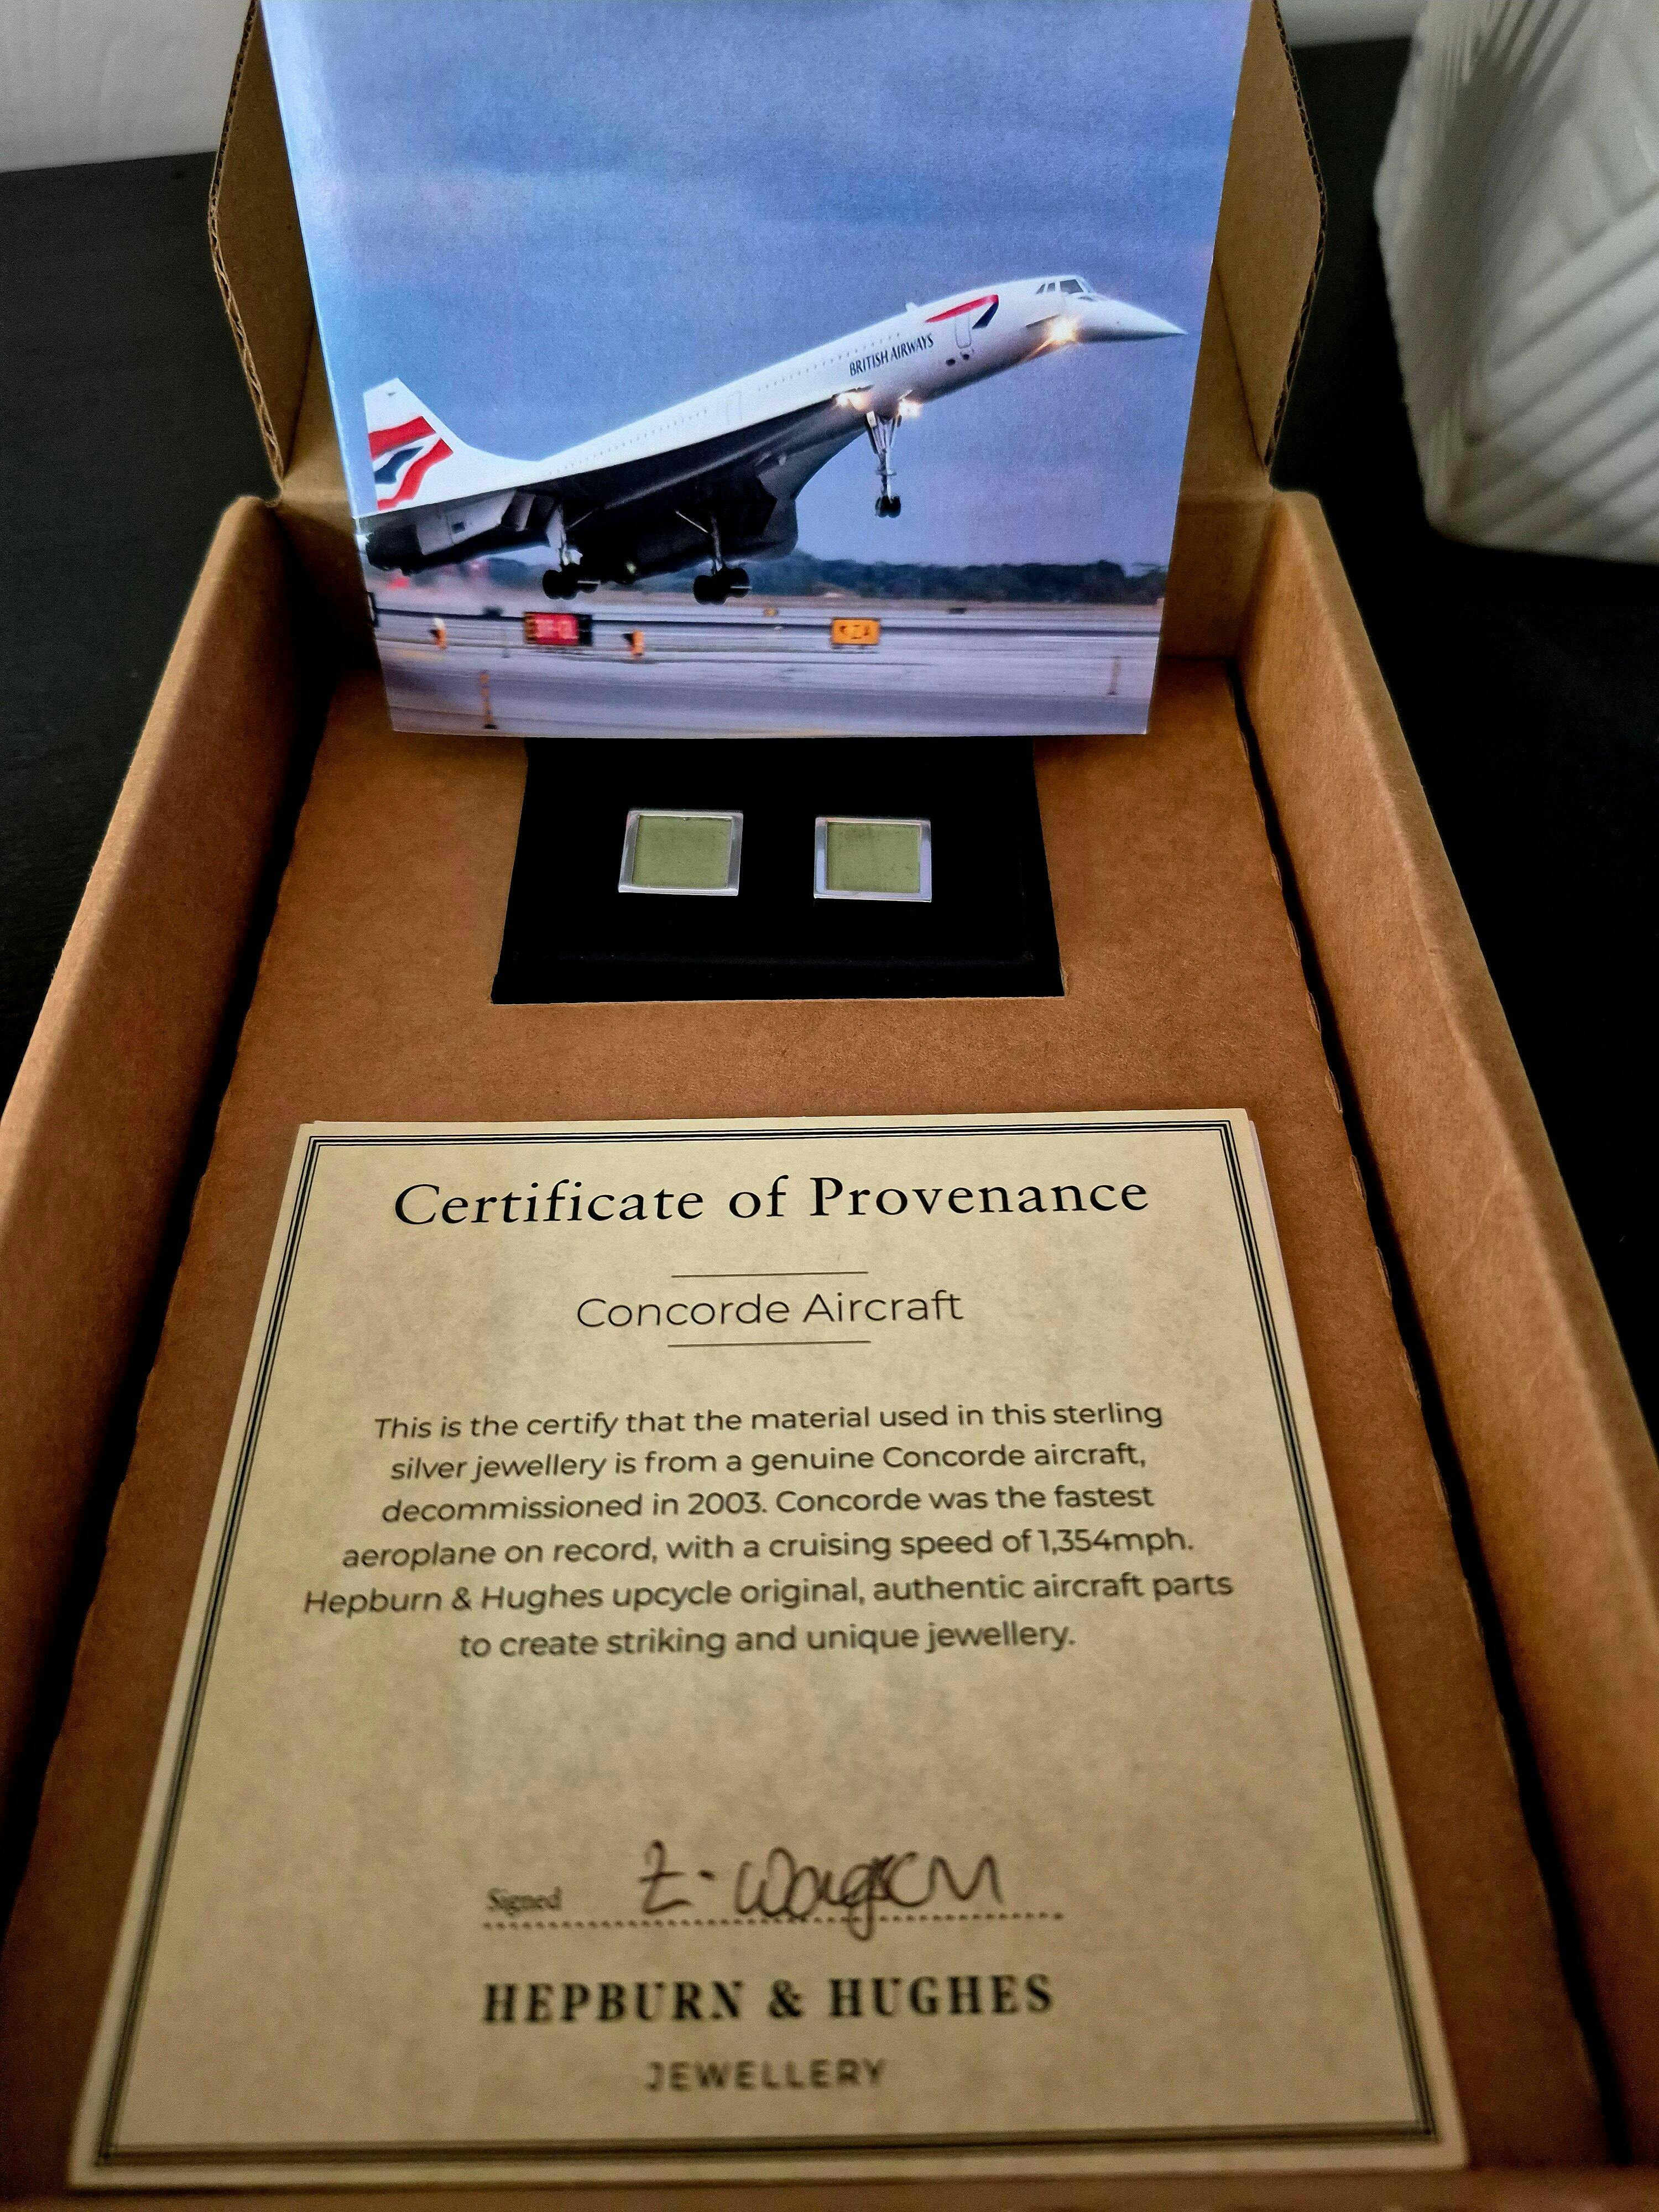 BRITISH AIRWAYS
Certificate of Provenance
Concorde Aircraft
This is the certify that the material used in this sterling
silver jewellery is from a genuine Concorde aircraft,
decommissioned in 2003. Concorde was the fastest
aeroplane on record, with a cruising speed of 1,354mph.
Hepburn & Hughes upcycle original, authentic aircraft parts
to create striking and unique jewellery.
Signed
HEPBURN & HUGHES
JEWELLERY